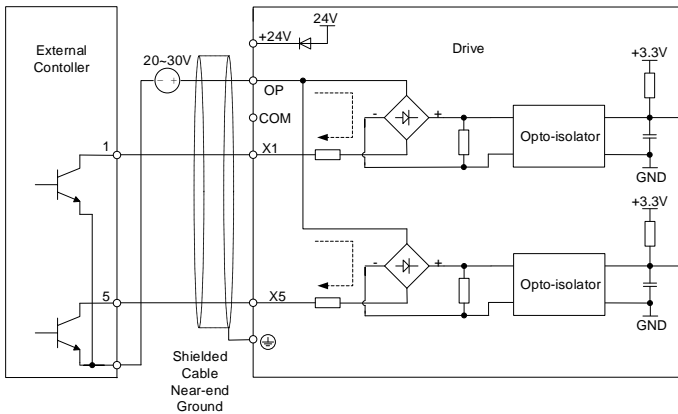 External
Contoller
20~30V
- +
+24V
24V
Drive
OP
COM
1
X1
- +
Opto-isolator
+3.3V
GND
5
X5
- +
Opto-isolator
+3.3V
GND
Shielded
Cable
Near-end
Ground